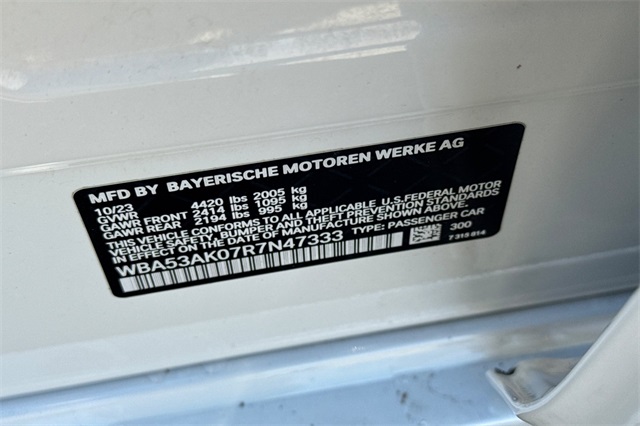 MFD BY BAYERISCHE MOTOREN WERKE AG
10/23
GVWR 4420 lbs 2005 kg
GAWR FRONT 2414 lbs 1095 kg
GAWR REAR 2194 lbs 995 kg
THIS VEHICLE CONFORMS TO ALL APPLICABLE U.S.FEDERAL MOTOR
VEHICLE SAFETY, BUMPER, AND THEFT PREVENTION STANDARDS
IN EFFECT ON THE DATE OF MANUFACTURE SHOWN ABOVE.
WBA53AK07R7N47333 TYPE: PASSENGER CAR
300
7 315 014